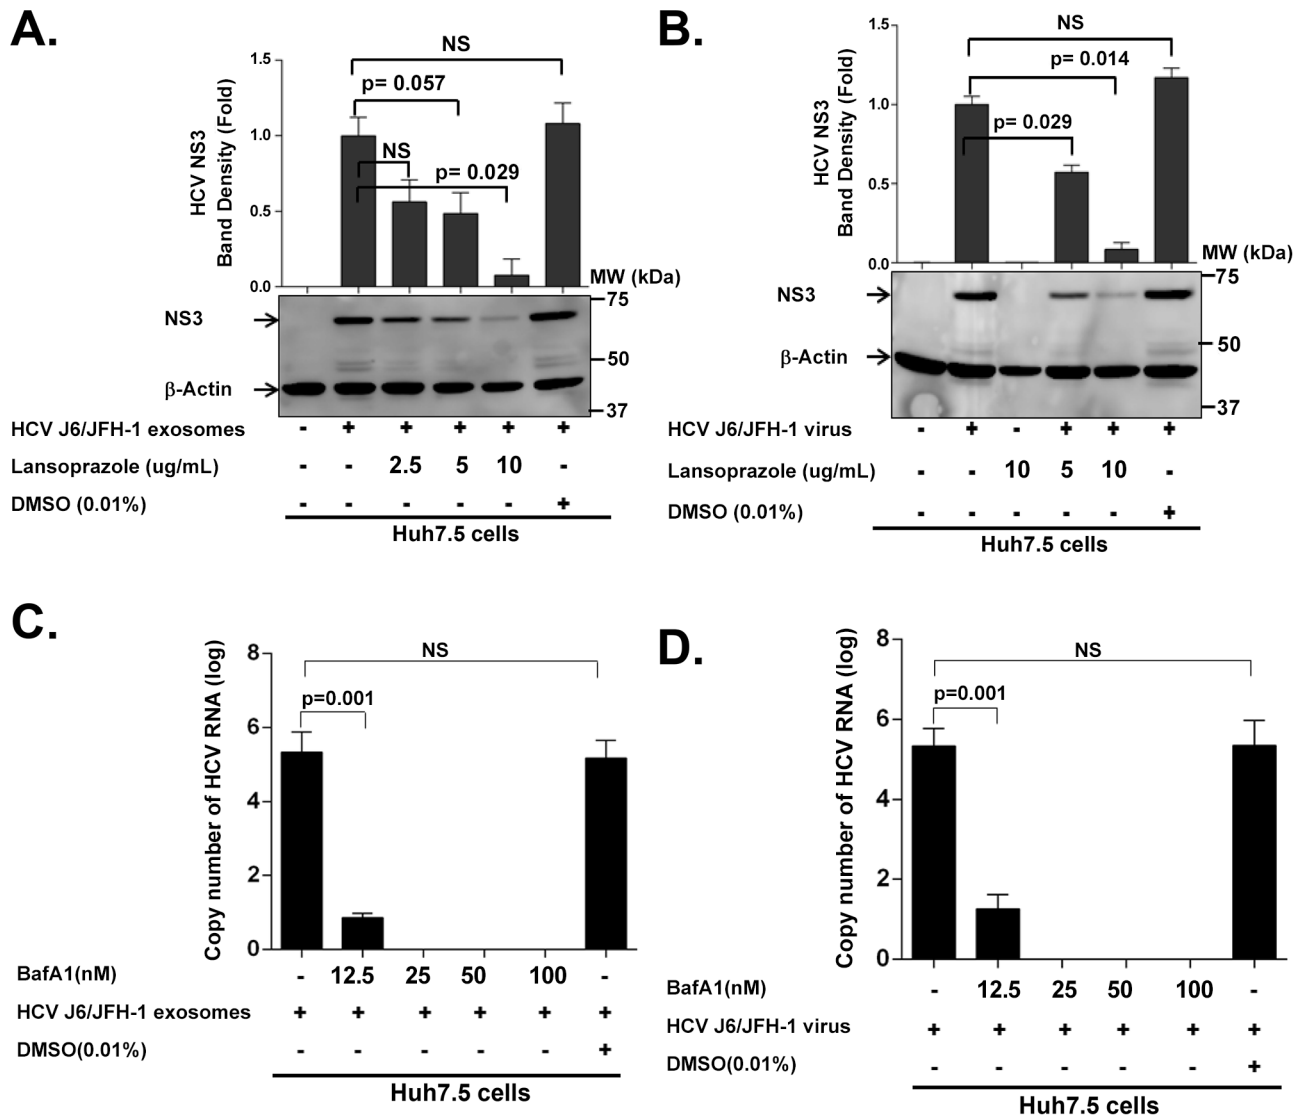 A.
NS
1.5
p= 0.057
1.0
NS
p= 0.029
0.5
0.0
HCV NS3
Band Density (Fold)
MW (kDa)
75
NS3
50
β-Actin
37
HCV J6/JFH-1 exosomes - + + + + +
Lansoprazole (ug/mL) - - 2.5 5 10 -
DMSO (0.01%) - - - - - +
Huh7.5 cells
B.
NS
1.5
p= 0.014
1.0
p= 0.029
0.5
0.0
HCV NS3
Band Density (Fold)
MW (kDa)
75
NS3
50
β-Actin
37
HCV J6/JFH-1 virus - + - + + +
Lansoprazole (ug/mL) - - 10 5 10 -
DMSO (0.01%) - - - - - +
Huh7.5 cells
C.
Copy number of HCV RNA (log)
8
NS
p=0.001
6
4
2
0
BafA1(nM) - 12.5 25 50 100 -
HCV J6/JFH-1 exosomes + + + + + +
DMSO(0.01%) - - - - - +
Huh7.5 cells
D.
Copy number of HCV RNA (log)
8
NS
p=0.001
6
4
2
0
BafA1(nM) - 12.5 25 50 100 -
HCV J6/JFH-1 virus + + + + + +
DMSO(0.01%) - - - - - +
Huh7.5 cells